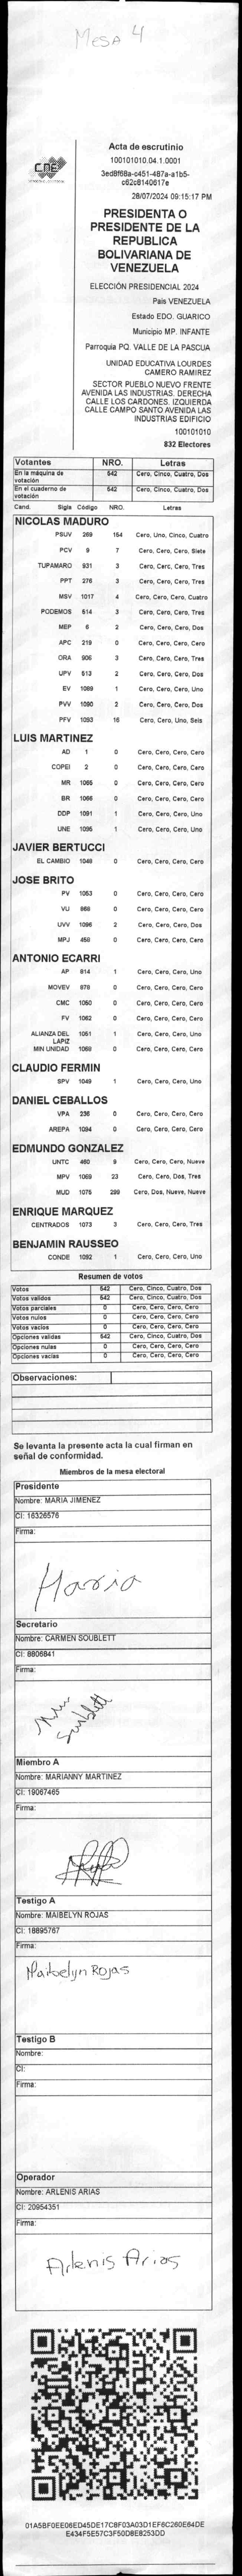 MESA 4
CNE
Acta de escrutinio
100101010.04.1.0001
3ed8f68a-c451-487a-a1b5-
c62c8140617e
28/07/2024 09:15:17 PM
PRESIDENTA O
PRESIDENTE DE LA
REPUBLICA
BOLIVARIANA DE
VENEZUELA
ELECCIÓN PRESIDENCIAL 2024
Pais VENEZUELA
Estado EDO. GUARICO
Municipio MP. INFANTE
Parroquia PQ. VALLE DE LA PASCUA
UNIDAD EDUCATIVA LOURDES
CAMERO RAMIREZ
SECTOR PUEBLO NUEVO FRENTE
AVENIDA LAS INDUSTRIAS. DERECHA
CALLE LOS CARDONES. IZQUIERDA
CALLE CAMPO SANTO AVENIDA LAS
INDUSTRIAS EDIFICIO
100101010
832 Electores
Votantes NRO. Letras
En la máquina de votación 542 Cero, Cinco, Cuatro, Dos
En el cuaderno de votación 542 Cero, Cinco, Cuatro, Dos
Cand. Sigla Código NRO. Letras
NICOLAS MADURO
PSUV 269 154 Cero, Uno, Cinco, Cuatro
PCV 9 7 Cero, Cero, Cero, Siete
TUPAMARO 931 3 Cero, Cero, Cero, Tres
PPT 276 3 Cero, Cero, Cero, Tres
MSV 1017 4 Cero, Cero, Cero, Cuatro
PODEMOS 514 3 Cero, Cero, Cero, Tres
MEP 6 2 Cero, Cero, Cero, Dos
APC 219 0 Cero, Cero, Cero, Cero
ORA 906 3 Cero, Cero, Cero, Tres
UPV 513 2 Cero, Cero, Cero, Dos
EV 1089 1 Cero, Cero, Cero, Uno
PVV 1090 2 Cero, Cero, Cero, Dos
PFV 1093 16 Cero, Cero, Uno, Seis
LUIS MARTINEZ
AD 1 0 Cero, Cero, Cero, Cero
COPEI 2 0 Cero, Cero, Cero, Cero
MR 1065 0 Cero, Cero, Cero, Cero
BR 1066 0 Cero, Cero, Cero, Cero
DDP 1091 1 Cero, Cero, Cero, Uno
UNE 1095 1 Cero, Cero, Cero, Uno
JAVIER BERTUCCI
EL CAMBIO 1048 0 Cero, Cero, Cero, Cero
JOSE BRITO
PV 1053 0 Cero, Cero, Cero, Cero
VU 868 0 Cero, Cero, Cero, Cero
UVV 1096 2 Cero, Cero, Cero, Dos
MPJ 458 0 Cero, Cero, Cero, Cero
ANTONIO ECARRI
AP 814 1 Cero, Cero, Cero, Uno
MOVEV 878 0 Cero, Cero, Cero, Cero
CMC 1050 0 Cero, Cero, Cero, Cero
FV 1062 0 Cero, Cero, Cero, Cero
ALIANZA DEL LAPIZ 1051 1 Cero, Cero, Cero, Uno
MIN UNIDAD 1068 0 Cero, Cero, Cero, Cero
CLAUDIO FERMIN
SPV 1049 1 Cero, Cero, Cero, Uno
DANIEL CEBALLOS
VPA 236 0 Cero, Cero, Cero, Cero
AREPA 1094 0 Cero, Cero, Cero, Cero
EDMUNDO GONZALEZ
UNTC 460 9 Cero, Cero, Cero, Nueve
MPV 1069 23 Cero, Cero, Dos, Tres
MUD 1075 299 Cero, Dos, Nueve, Nueve
ENRIQUE MARQUEZ
CENTRADOS 1073 3 Cero, Cero, Cero, Tres
BENJAMIN RAUSSEO
CONDE 1092 1 Cero, Cero, Cero, Uno
Resumen de votos
Votos 542 Cero, Cinco, Cuatro, Dos
Votos validos 542 Cero, Cinco, Cuatro, Dos
Votos parciales 0 Cero, Cero, Cero, Cero
Votos nulos 0 Cero, Cero, Cero, Cero
Votos vacios 0 Cero, Cero, Cero, Cero
Opciones validas 542 Cero, Cinco, Cuatro, Dos
Opciones nulas 0 Cero, Cero, Cero, Cero
Opciones vacias 0 Cero, Cero, Cero, Cero
Observaciones:
Se levanta la presente acta la cual firman en
señal de conformidad.
Miembros de la mesa electoral
Presidente
Nombre: MARIA JIMENEZ
CI: 16326576
Firma:
Maria
Secretario
Nombre: CARMEN SOUBLETT
CI: 8806841
Firma:
Soublett
Miembro A
Nombre: MARIANNY MARTINEZ
CI: 19067465
Firma:
Testigo A
Nombre: MAIBELYN ROJAS
CI: 18895767
Firma:
Maibelyn Rojas
Testigo B
Nombre:
CI:
Firma:
Operador
Nombre: ARLENIS ARIAS
CI: 20954351
Firma:
Arlenis Arias
01A5BF0EE06ED45DE17C8F03A03D1EF6C260E64DE
E434F5E57C3F50D8E8253DD